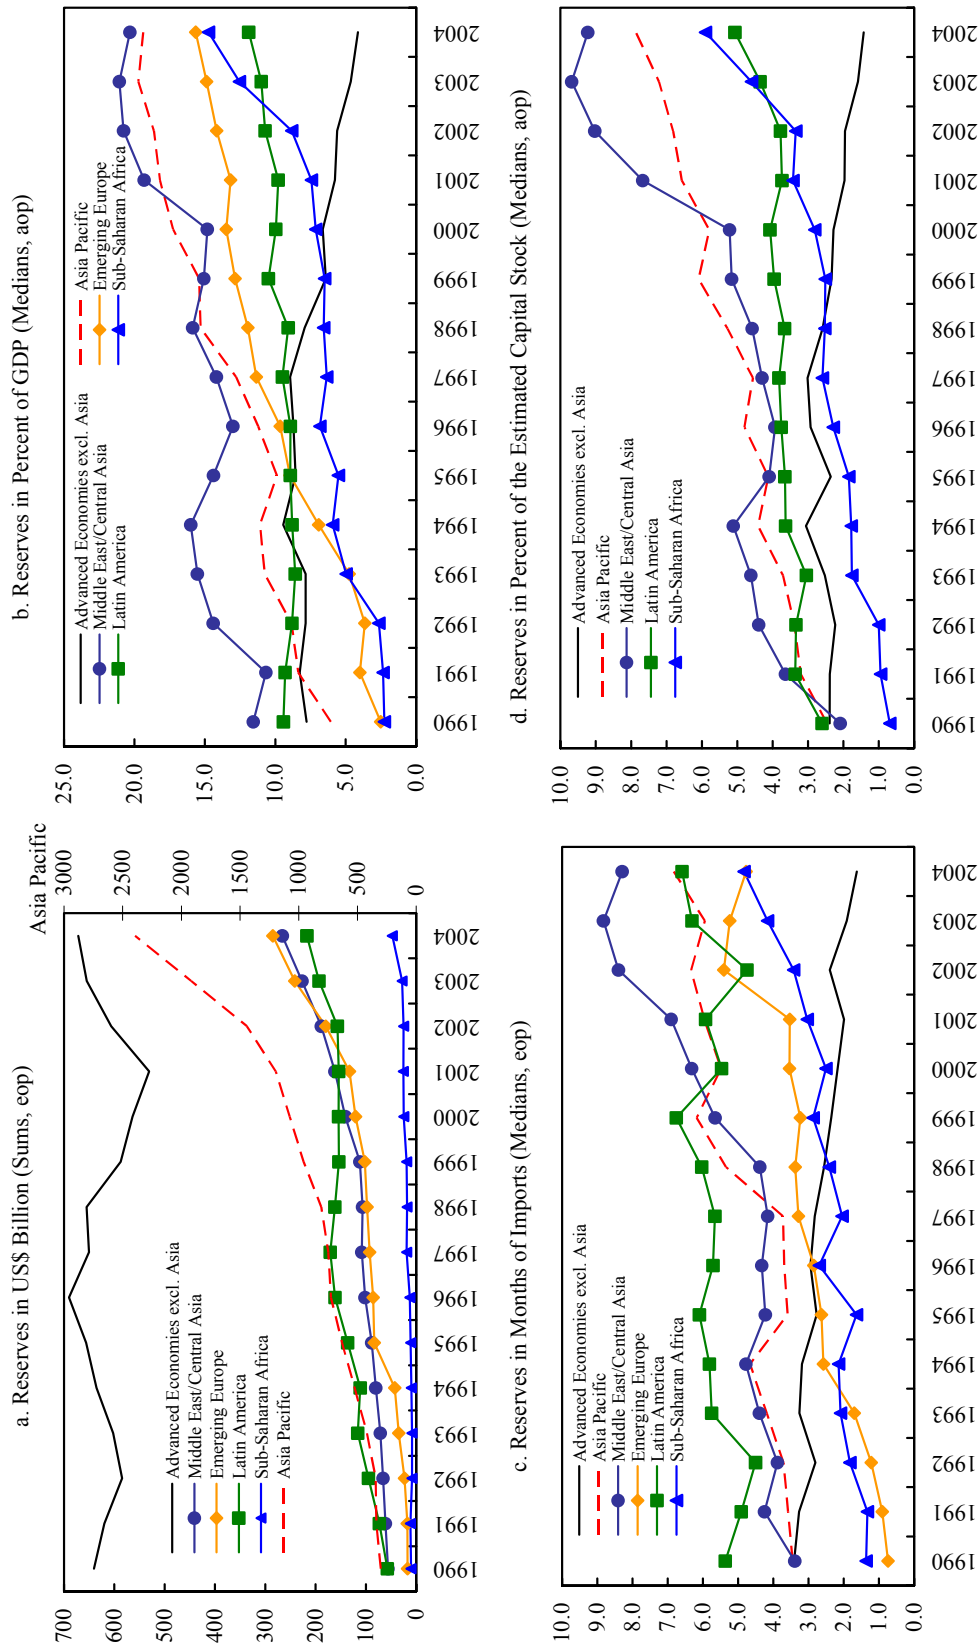 a. Reserves in US$ Billion (Sums, eop)
Asia Pacific
700
600
500
400
300
200
100
0
3000
2500
2000
1500
1000
500
0
Advanced Economies excl. Asia
Middle East/Central Asia
Emerging Europe
Latin America
Sub-Saharan Africa
Asia Pacific
1990 1991 1992 1993 1994 1995 1996 1997 1998 1999 2000 2001 2002 2003 2004
b. Reserves in Percent of GDP (Medians, aop)
25.0
20.0
15.0
10.0
5.0
0.0
Advanced Economies excl. Asia
Middle East/Central Asia
Latin America
Asia Pacific
Emerging Europe
Sub-Saharan Africa
1990 1991 1992 1993 1994 1995 1996 1997 1998 1999 2000 2001 2002 2003 2004
c. Reserves in Months of Imports (Medians, eop)
10.0
9.0
8.0
7.0
6.0
5.0
4.0
3.0
2.0
1.0
0.0
Advanced Economies excl. Asia
Asia Pacific
Middle East/Central Asia
Emerging Europe
Latin America
Sub-Saharan Africa
1990 1991 1992 1993 1994 1995 1996 1997 1998 1999 2000 2001 2002 2003 2004
d. Reserves in Percent of the Estimated Capital Stock (Medians, aop)
10.0
9.0
8.0
7.0
6.0
5.0
4.0
3.0
2.0
1.0
0.0
Advanced Economies excl. Asia
Asia Pacific
Middle East/Central Asia
Latin America
Sub-Saharan Africa
1990 1991 1992 1993 1994 1995 1996 1997 1998 1999 2000 2001 2002 2003 2004